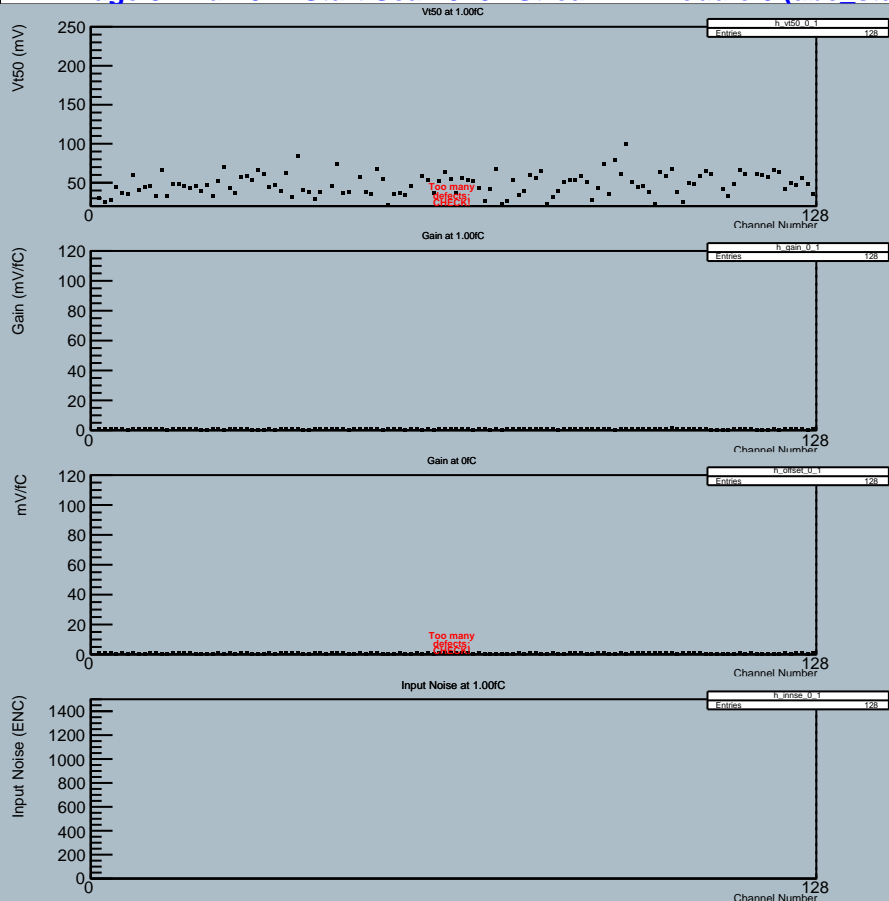 Vt50 at 1.00fC
h_vt50_0_1
Entries 128
Vt50 (mV)
250
200
150
100
50
Too many
defects:
CHECK!
0
128
Channel Number
Gain at 1.00fC
h_gain_0_1
Entries 128
Gain (mV/fC)
120
100
80
60
40
20
0
0
128
Channel Number
Gain at 0fC
h_offset_0_1
Entries 128
mV/fC
120
100
80
60
40
20
Too many
defects:
CHECK!
0
0
128
Channel Number
Input Noise at 1.00fC
h_innse_0_1
Entries 128
Input Noise (ENC)
1400
1200
1000
800
600
400
200
0
0
128
Channel Number